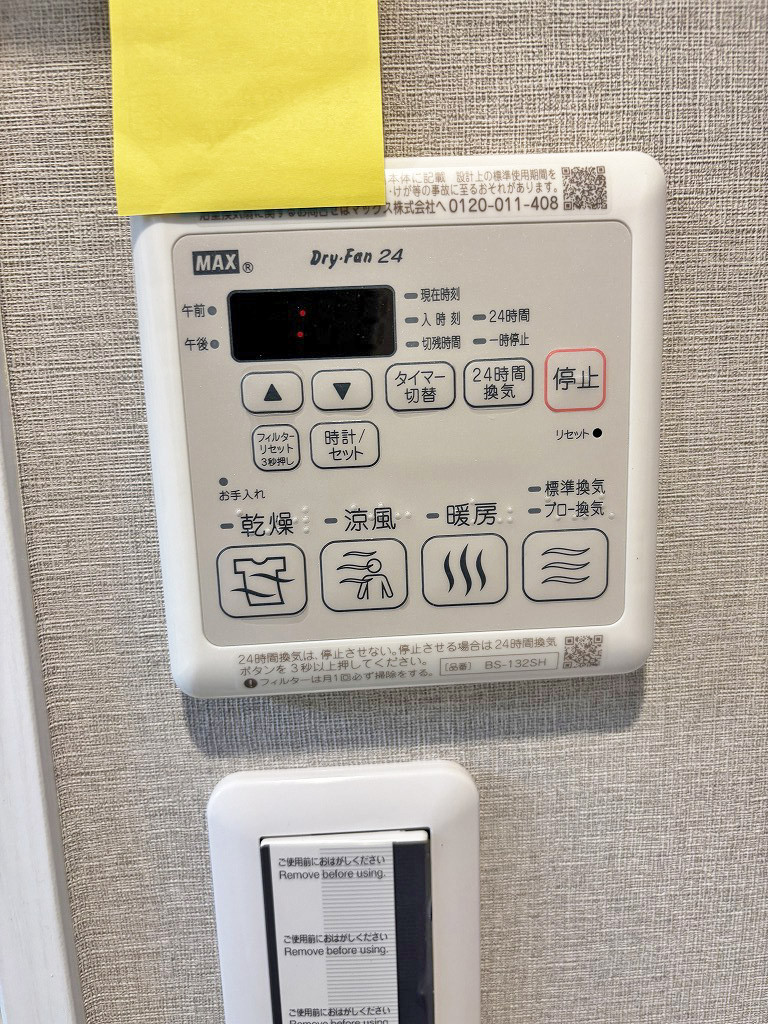 本体に記載 設計上の標準使用期間を
けが等の事故に至るおそれがあります。
マックス株式会社へ 0120-011-408
MAX®
Dry·Fan 24
午前
午後
現在時刻
入時刻
24時間
切残時間
一時停止
▲
▼
タイマー
切替
24時間
換気
停止
フィルター
リセット
3秒押し
時計/
セット
リセット
お手入れ
標準換気
ブロー換気
乾燥
涼風
暖房
24時間換気は、停止させない。停止させる場合は24時間換気
ボタンを3秒以上押してください。
[品番] BS-132SH
フィルターは月1回必ず掃除をする。
ご使用前におはがしください
Remove before using.
ご使用前におはがしください
Remove before using.
ご使用前におはがしください
Remove before using.